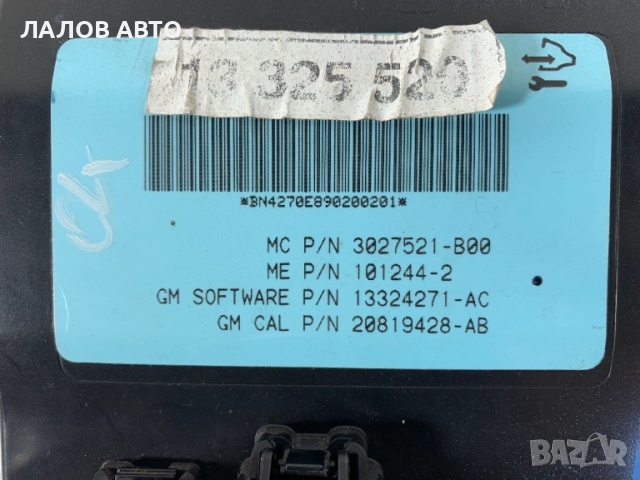 ЛАЛОВ АВТО
13 325 520
*BN4270E890200201*
MC P/N 3027521-B00
ME P/N 101244-2
GM SOFTWARE P/N 13324271-AC
GM CAL P/N 20819428-AB
BAZAR